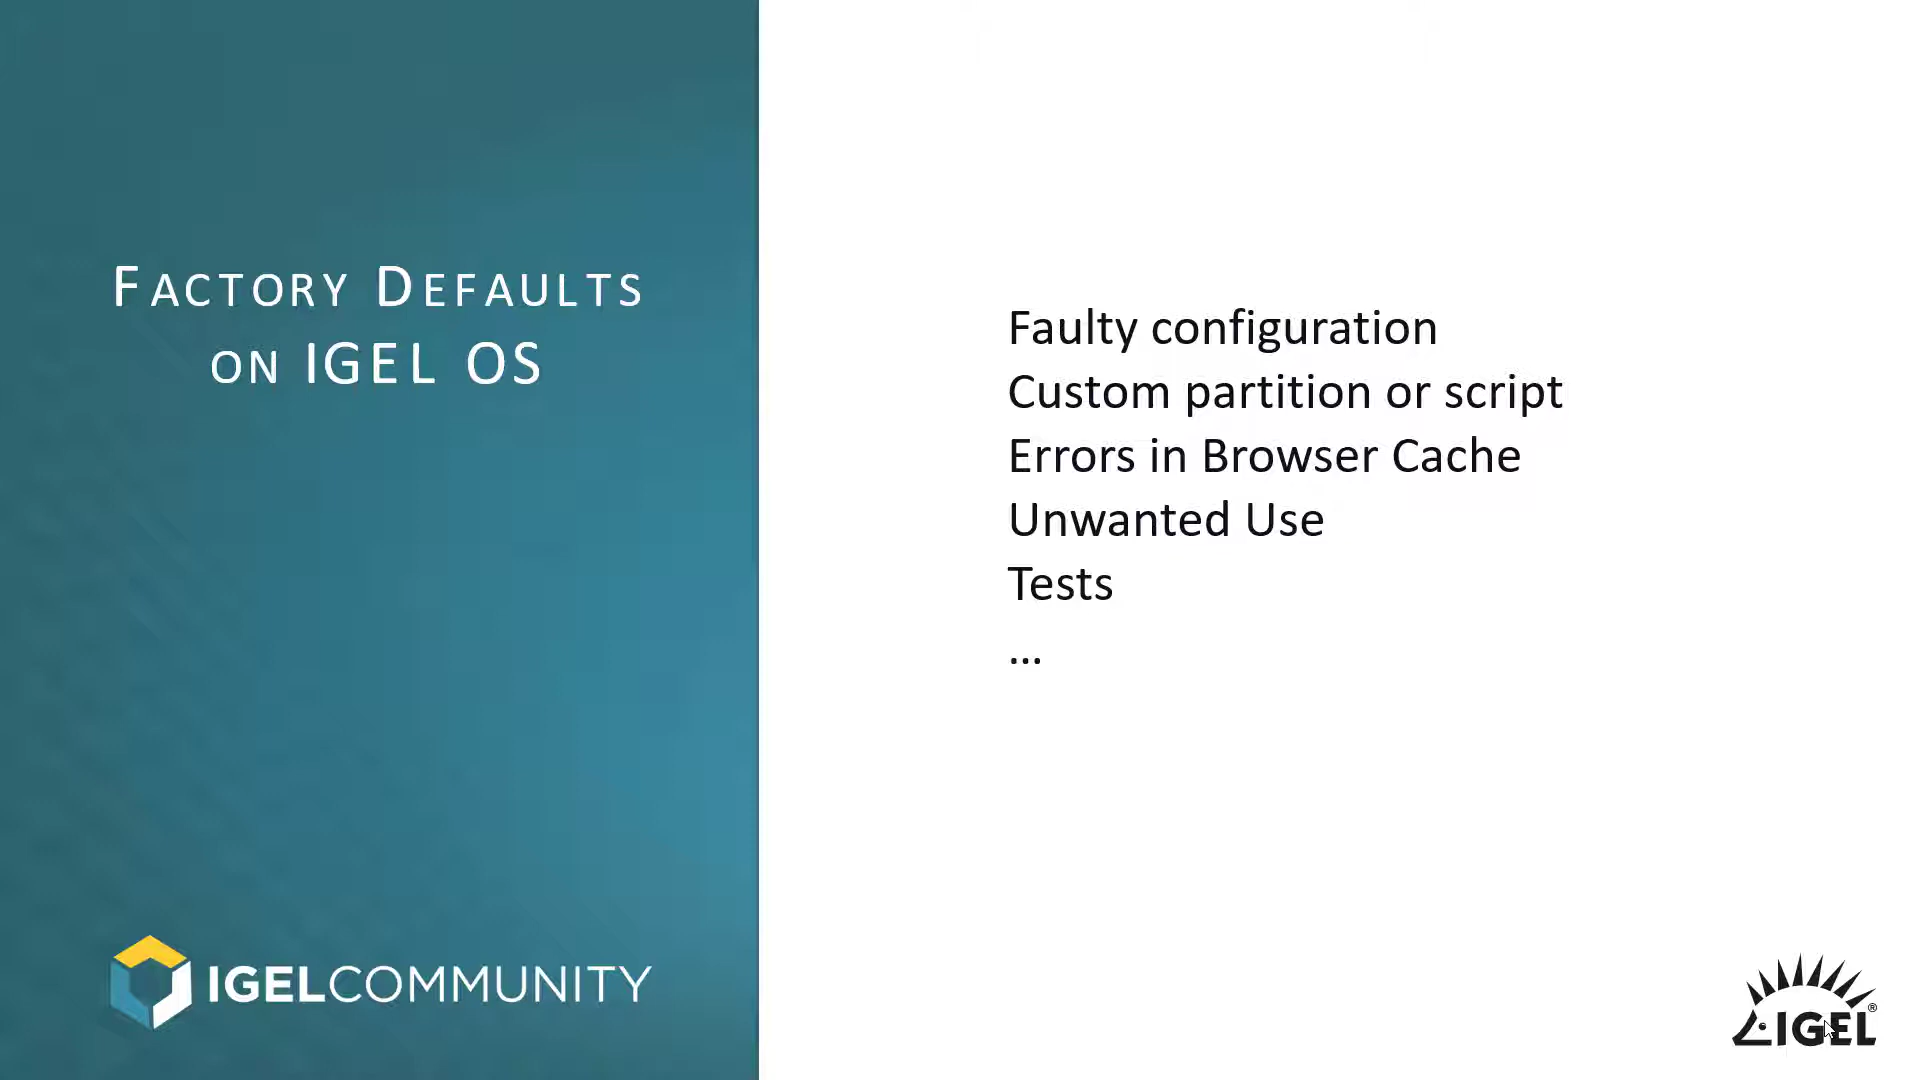 FACTORY DEFAULTS
ON IGEL OS
Faulty configuration
Custom partition or script
Errors in Browser Cache
Unwanted Use
Tests
...
IGELCOMMUNITY
IGEL®